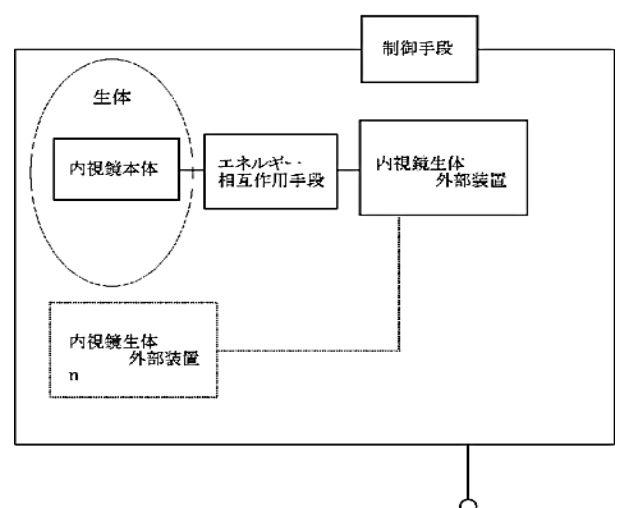 制御手段
生体
内視鏡本体
エネルギー
相互作用手段
内視鏡生体
外部装置
内視鏡生体
外部装置
n